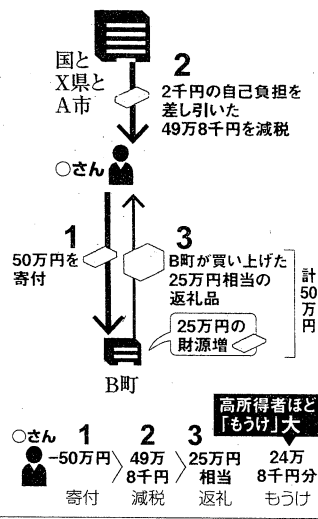 国と
X県と
A市
2
2千円の自己負担を
差し引いた
49万8千円を減税
○さん
1
50万円を
寄付
3
B町が買い上げた
25万円相当の
返礼品
25万円の
財源増
計50万円
B町
高所得者ほど
「もうけ」大
○さん
1 2 3
-50万円 49万8千円 25万円相当 24万8千円分
寄付 減税 返礼 もうけ